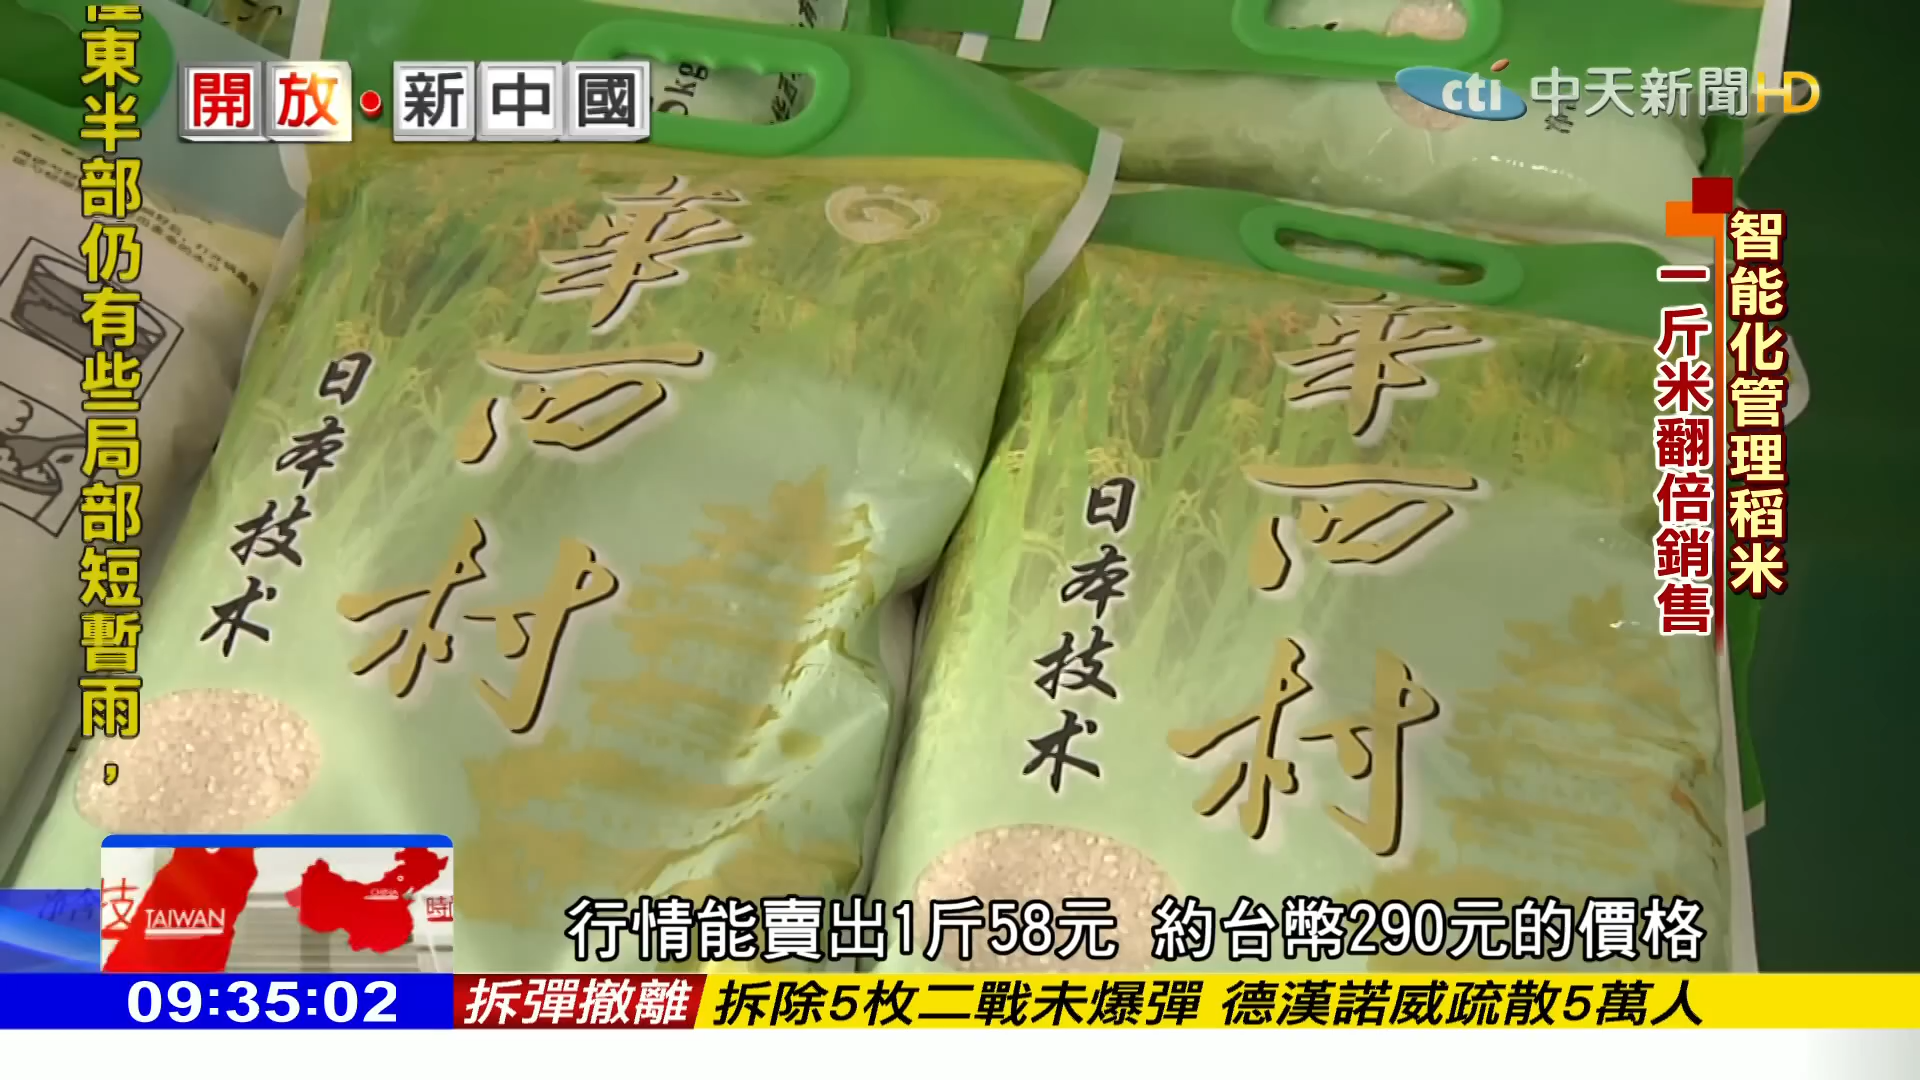 東半部仍有些局部短暫雨，
開放·新中國
cti 中天新聞HD
智能化管理稻米
一斤米翻倍銷售
華西村
日本技术
華西村
日本技术
TAIWAN
CHINA
行情能賣出1斤58元 約台幣290元的價格
09:35:02
拆彈撤離
拆除5枚二戰未爆彈 德漢諾威疏散5萬人